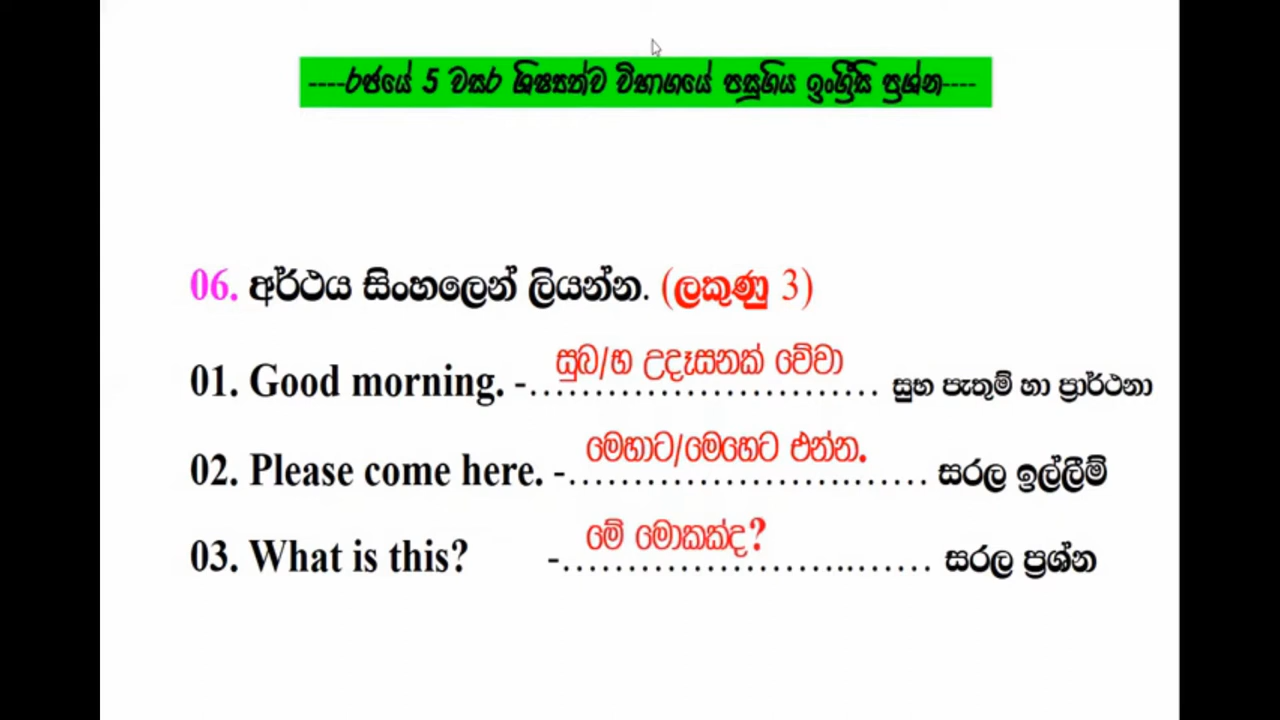 ----රජයේ 5 වසර ශිෂ්‍යත්ව විභාගයේ පසුගිය ඉංග්‍රීසි ප්‍රශ්න----
06. අර්ථය සිංහලෙන් ලියන්න. (ලකුණු 3)
01. Good morning. -........................... සුබ/භ උදෑසනක් වේවා සුභ පැතුම් හා ප්‍රාර්ථනා
02. Please come here. -............................ මෙහාට/මෙහෙට එන්න. සරල ඉල්ලීම්
03. What is this? -............................. මේ මොකක්ද? සරල ප්‍රශ්න